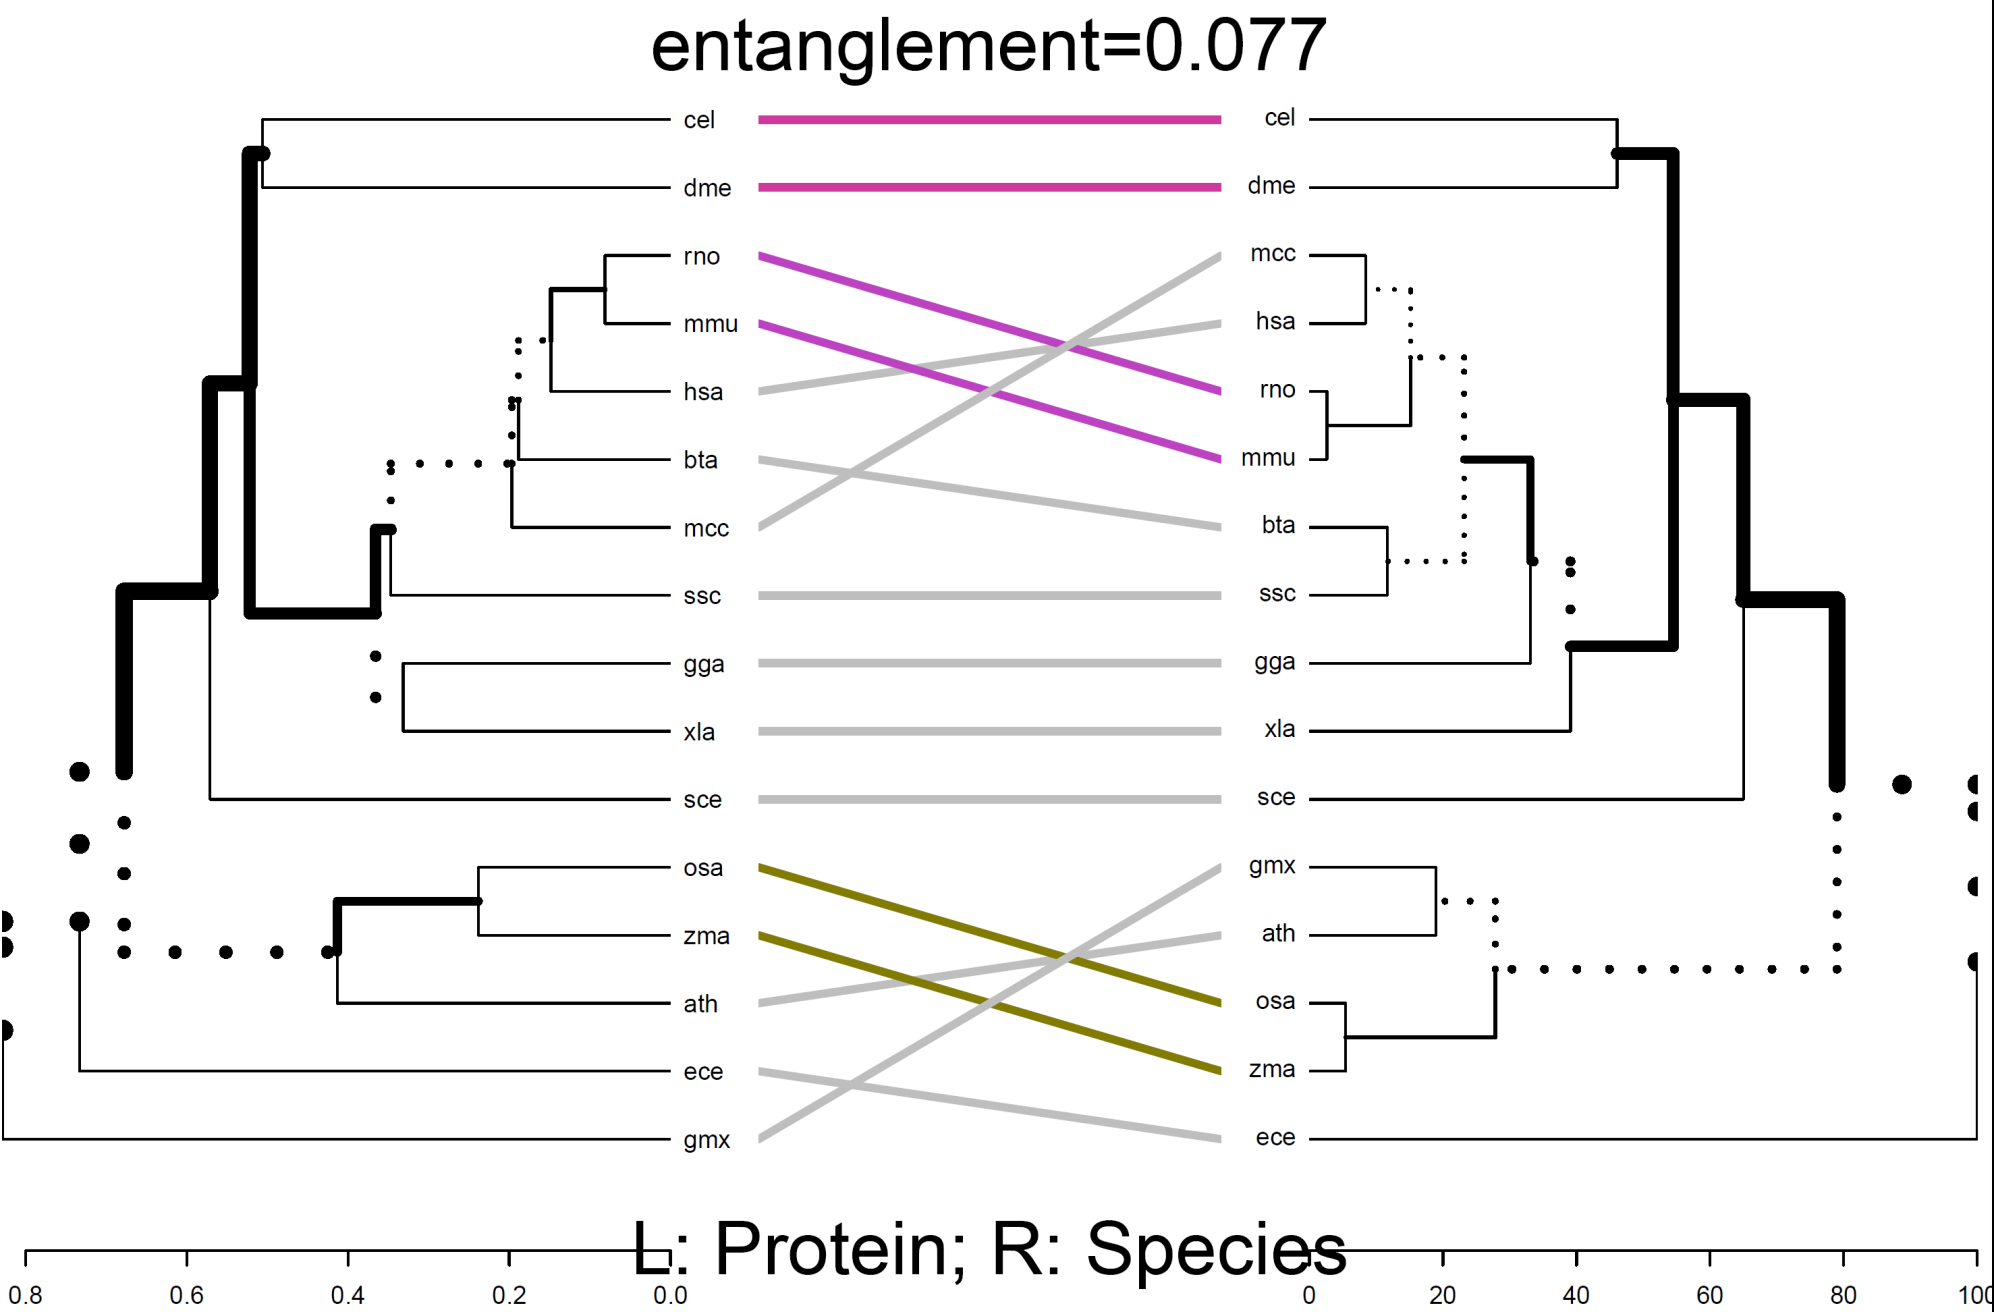 entanglement=0.077
cel cel
dme dme
rno mcc
mmu hsa
hsa rno
bta mmu
mcc bta
ssc ssc
gga gga
xla xla
sce sce
osa gmx
zma ath
ath osa
ece zma
gmx ece
L: Protein; R: Species
0.8 0.6 0.4 0.2 0.0 0 20 40 60 80 100